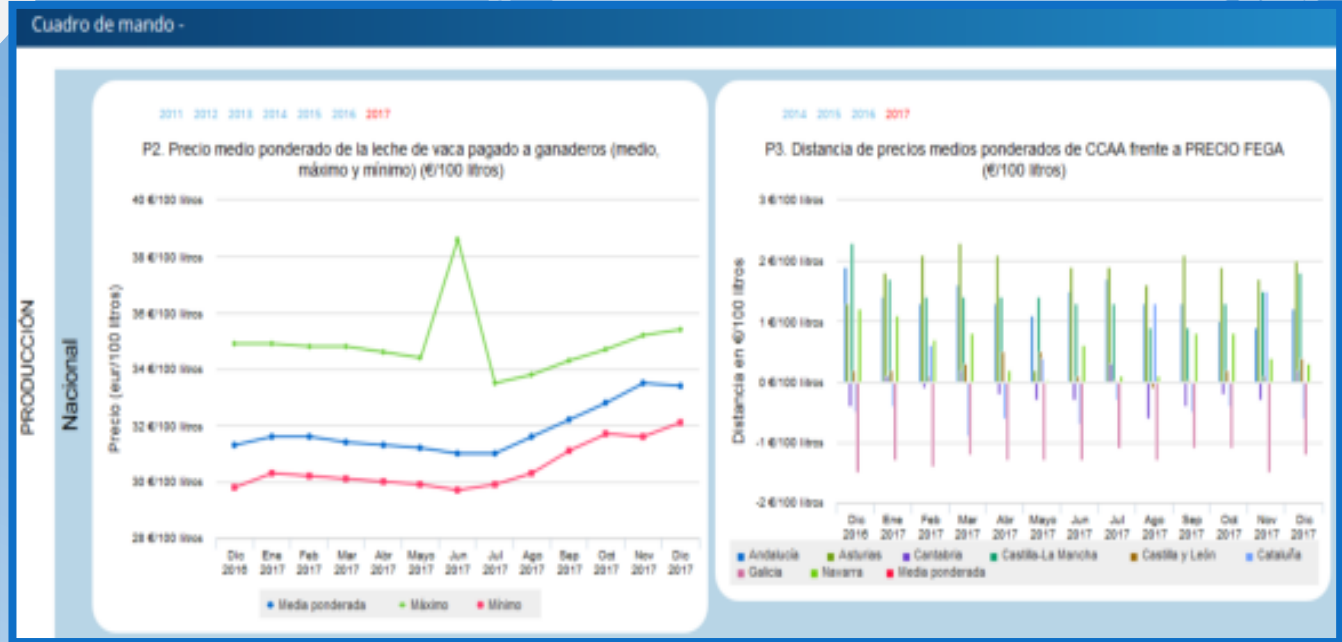 Cuadro de mando -
PRODUCCIÓN
Nacional
2011 2012 2013 2014 2015 2016 2017
P2. Precio medio ponderado de la leche de vaca pagado a ganaderos (medio,
máximo y mínimo) (€/100 litros)
Precio (eur/100 litros)
40 €/100 litros
38 €/100 litros
36 €/100 litros
34 €/100 litros
32 €/100 litros
30 €/100 litros
28 €/100 litros
Dic Ene Feb Mar Abr Mayo Jun Jul Ago Sep Oct Nov Dic
2016 2017 2017 2017 2017 2017 2017 2017 2017 2017 2017 2017 2017
Media ponderada Máximo Mínimo
2014 2015 2016 2017
P3. Distancia de precios medios ponderados de CCAA frente a PRECIO FEGA
(€/100 litros)
Distancia en €/100 litros
3 €/100 litros
2 €/100 litros
1 €/100 litros
0 €/100 litros
-1 €/100 litros
-2 €/100 litros
Dic Ene Feb Mar Abr Mayo Jun Jul Ago Sep Oct Nov Dic
2016 2017 2017 2017 2017 2017 2017 2017 2017 2017 2017 2017 2017
Andalucía Asturias Cantabria Castilla-La Mancha Castilla y León Cataluña
Galicia Navarra Media ponderada